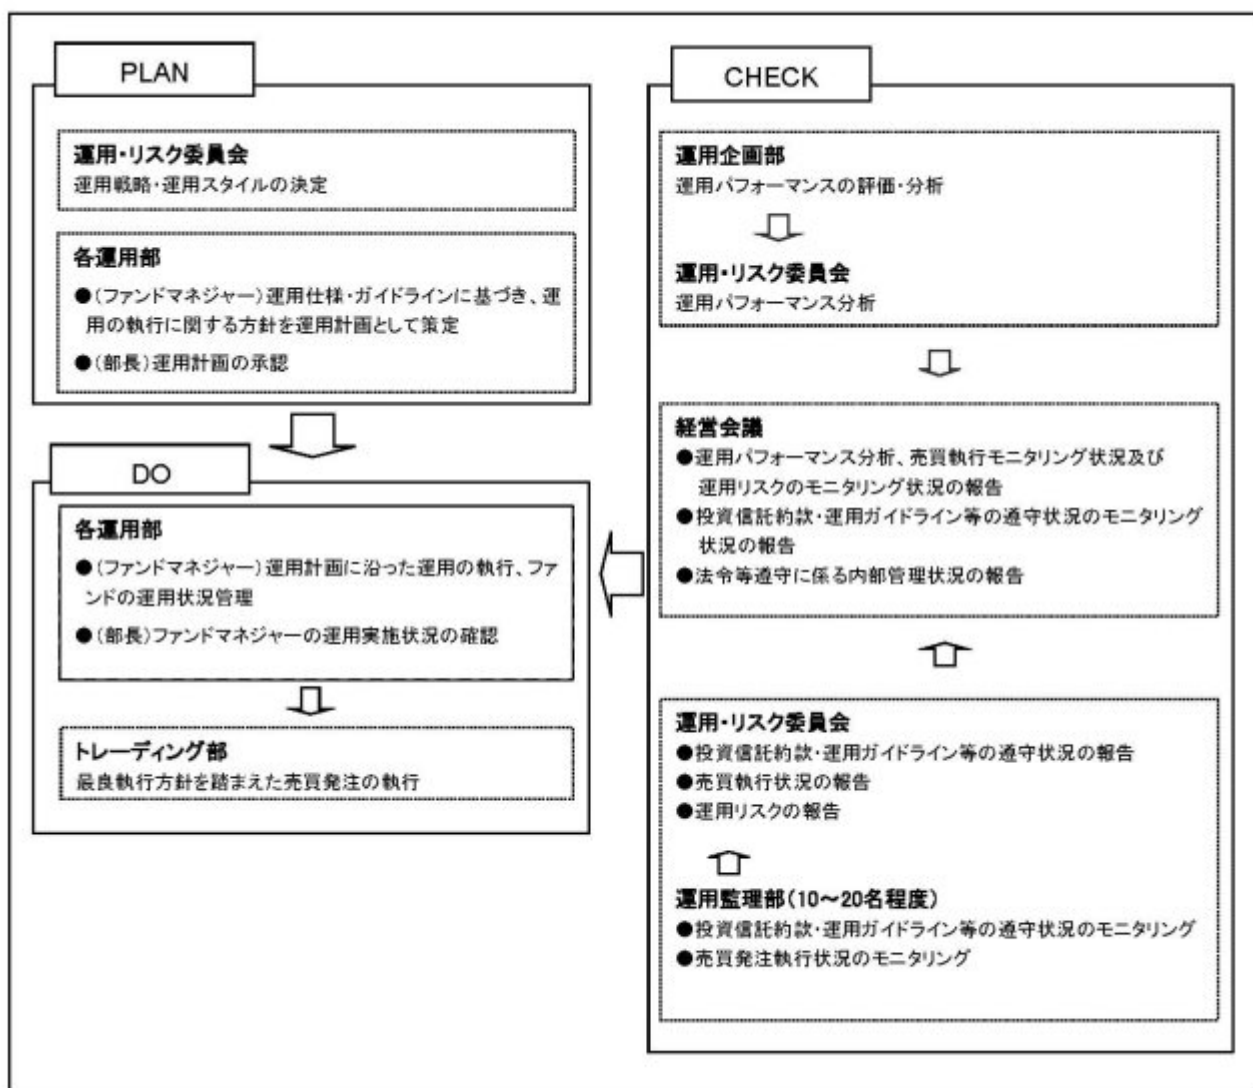 PLAN
運用・リスク委員会
運用戦略・運用スタイルの決定
各運用部
●(ファンドマネジャー)運用仕様・ガイドラインに基づき、運
用の執行に関する方針を運用計画として策定
●(部長)運用計画の承認
DO
各運用部
●(ファンドマネジャー)運用計画に沿った運用の執行、ファ
ンドの運用状況管理
●(部長)ファンドマネジャーの運用実施状況の確認
トレーディング部
最良執行方針を踏まえた売買発注の執行
CHECK
運用企画部
運用パフォーマンスの評価・分析
運用・リスク委員会
運用パフォーマンス分析
経営会議
●運用パフォーマンス分析、売買執行モニタリング状況及び
運用リスクのモニタリング状況の報告
●投資信託約款・運用ガイドライン等の遵守状況のモニタリング
状況の報告
●法令等遵守に係る内部管理状況の報告
運用・リスク委員会
●投資信託約款・運用ガイドライン等の遵守状況の報告
●売買執行状況の報告
●運用リスクの報告
運用監理部(10～20名程度)
●投資信託約款・運用ガイドライン等の遵守状況のモニタリング
●売買発注執行状況のモニタリング